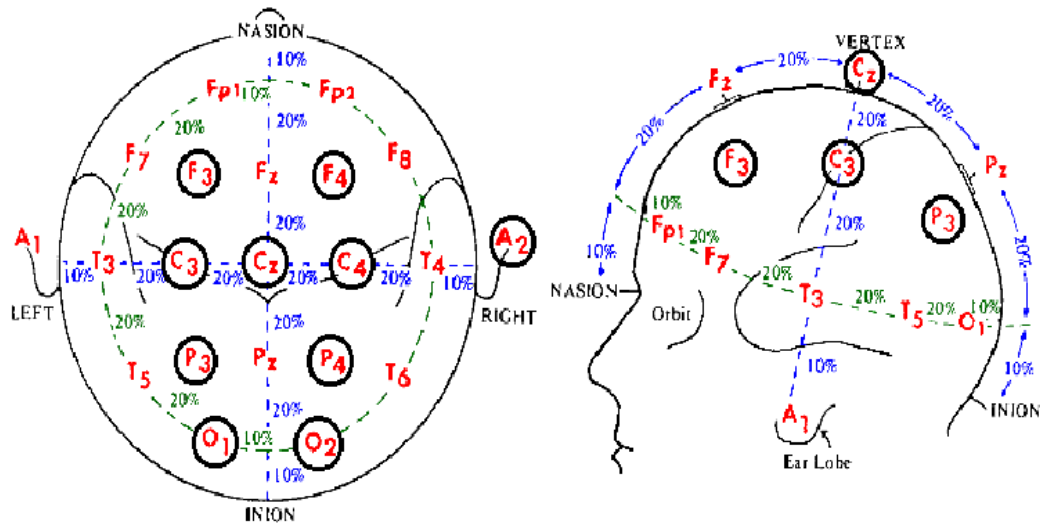 NASION
10%
Fp1 10% Fp2
20% 20% 20%
F7 F3 Fz F4 F8
20% 20% 20%
A1 T3 C3 Cz C4 T4 A2
10% 20% 20% 20% 20% 10%
LEFT RIGHT
20% 20% 20%
T5 P3 Pz P4 T6
20% 20% 20%
O1 10% O2
10%
INION
VERTEX
20% Cz
Fz 20%
20% 20%
F3 C3 Pz
10% P3
Fp1 20% 20%
10% F7 20% 20%
NASION T3 20% T5 20% 10% O1
Orbit
10% 10%
A1 INION
Ear Lobe